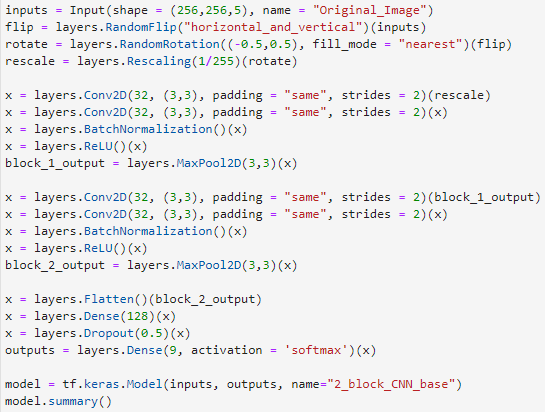 inputs = Input(shape = (256,256,5), name = "Original_Image")
flip = layers.RandomFlip("horizontal_and_vertical")(inputs)
rotate = layers.RandomRotation((-0.5,0.5), fill_mode = "nearest")(flip)
rescale = layers.Rescaling(1/255)(rotate)
x = layers.Conv2D(32, (3,3), padding = "same", strides = 2)(rescale)
x = layers.Conv2D(32, (3,3), padding = "same", strides = 2)(x)
x = layers.BatchNormalization()(x)
x = layers.ReLU()(x)
block_1_output = layers.MaxPool2D(3,3)(x)
x = layers.Conv2D(32, (3,3), padding = "same", strides = 2)(block_1_output)
x = layers.Conv2D(32, (3,3), padding = "same", strides = 2)(x)
x = layers.BatchNormalization()(x)
x = layers.ReLU()(x)
block_2_output = layers.MaxPool2D(3,3)(x)
x = layers.Flatten()(block_2_output)
x = layers.Dense(128)(x)
x = layers.Dropout(0.5)(x)
outputs = layers.Dense(9, activation = 'softmax')(x)
model = tf.keras.Model(inputs, outputs, name="2_block_CNN_base")
model.summary()